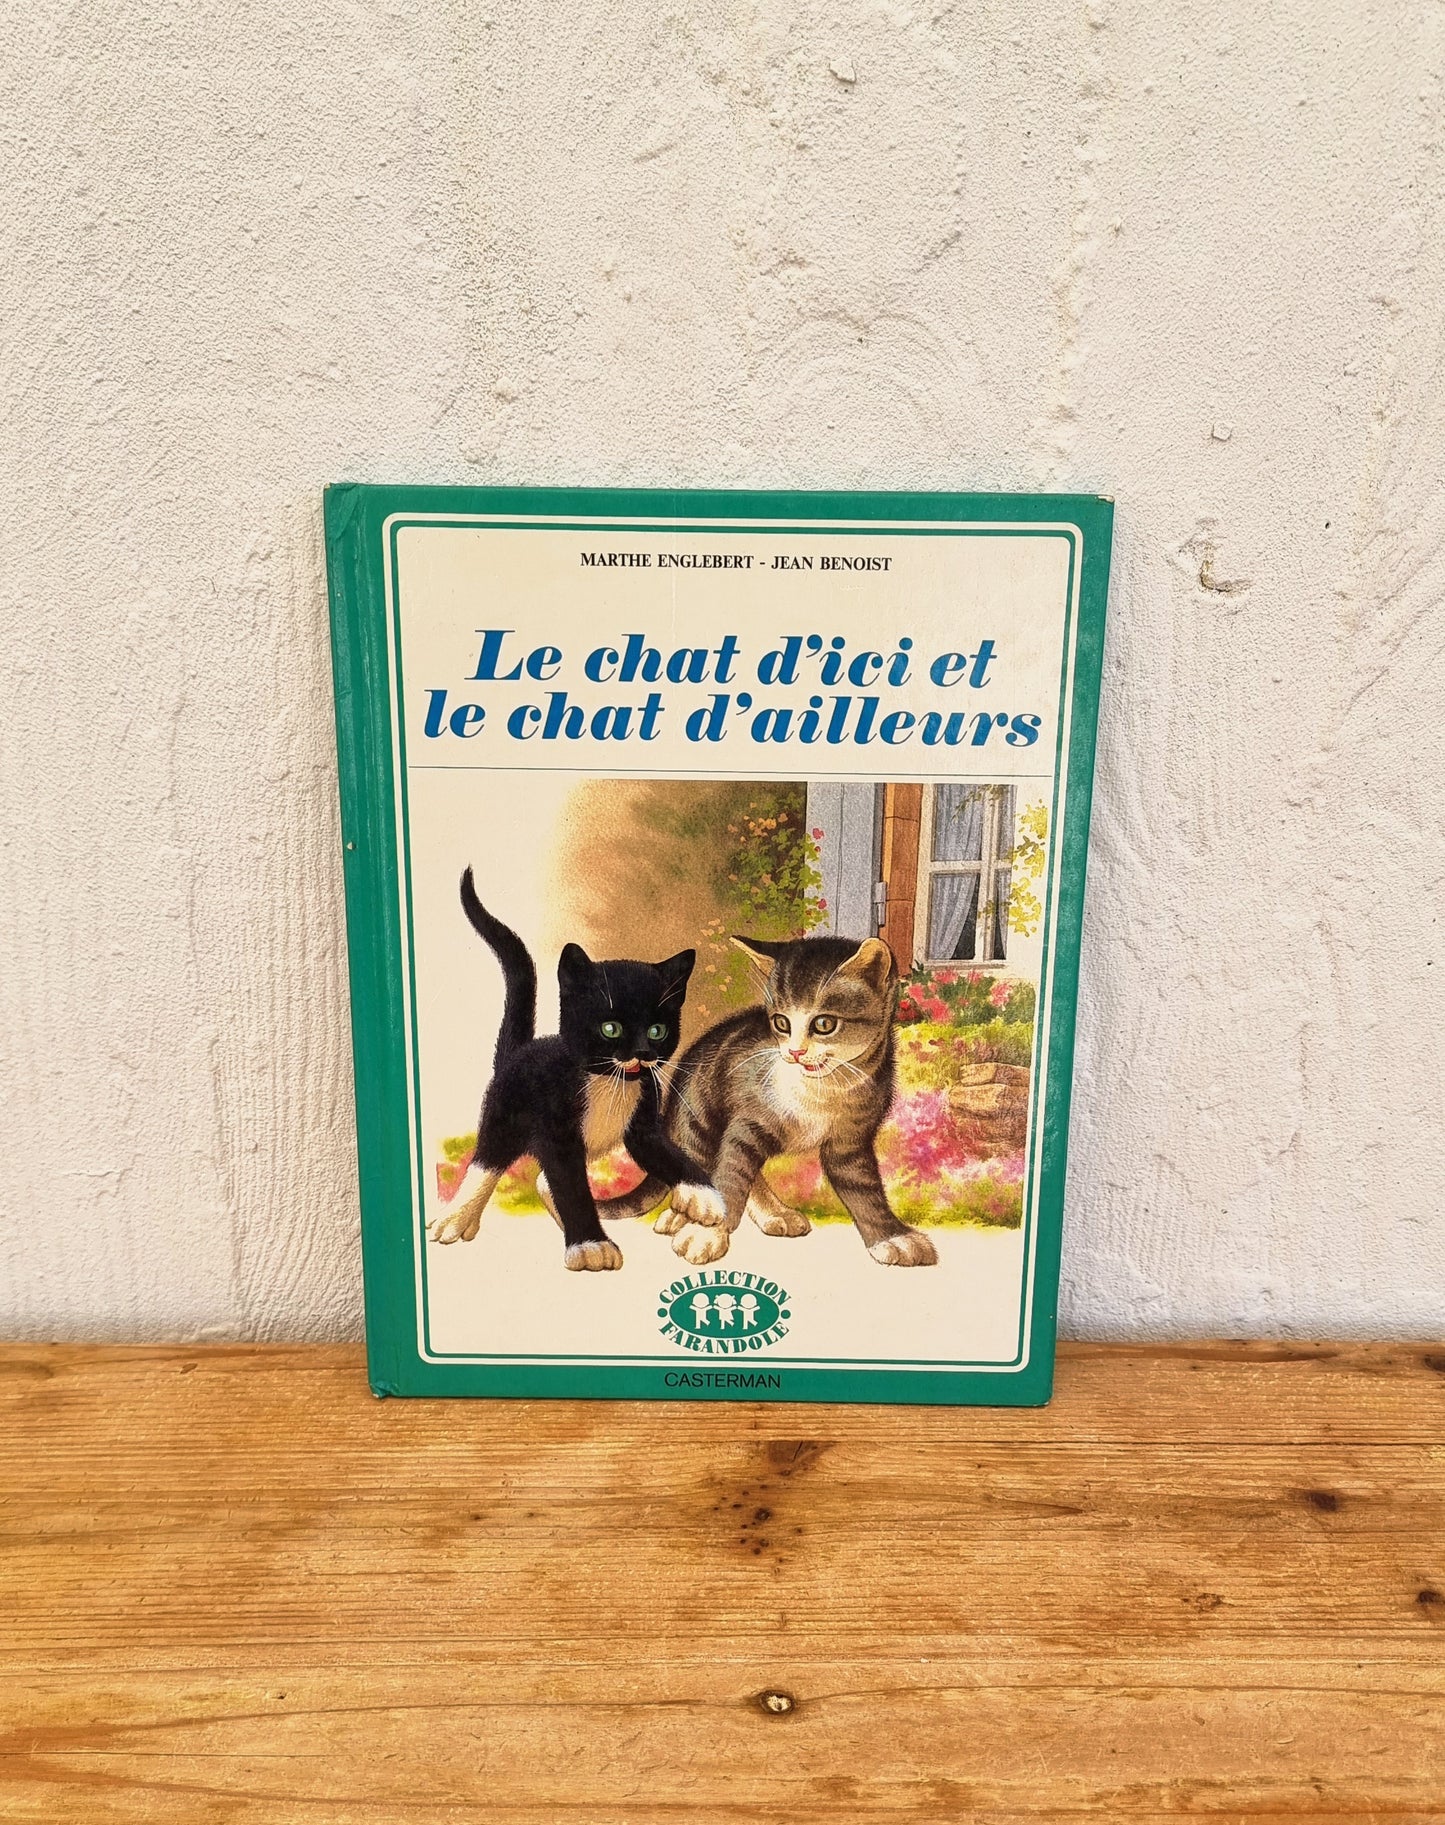 MARTHE ENGLEBERT - JEAN BENOIST
Le chat d'ici et
le chat d'ailleurs
•COLLECTION•
FARANDOLE
CASTERMAN